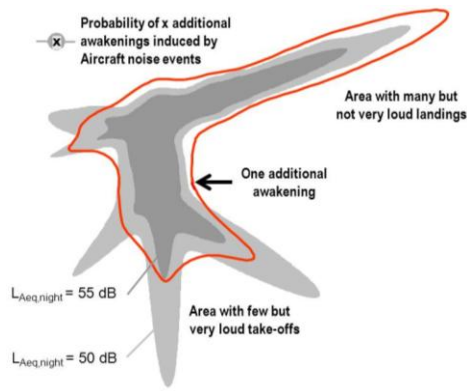 Probability of x additional
awakenings induced by
Aircraft noise events
x
Area with many but
not very loud landings
One additional
awakening
LAeq,night = 55 dB
Area with few but
very loud take-offs
LAeq,night = 50 dB